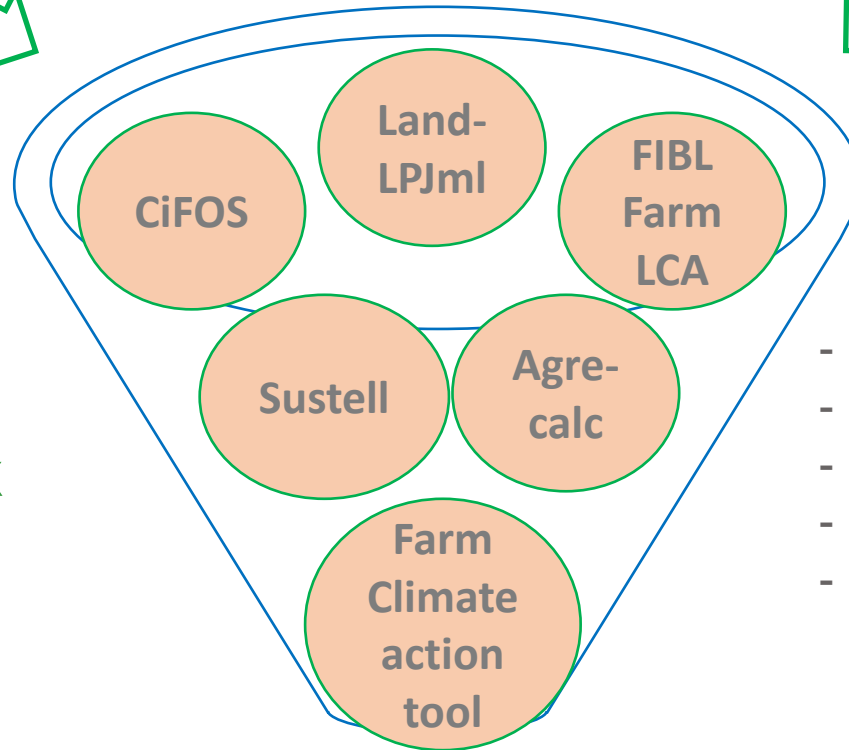 Land-
LPJml
CiFOS
FIBL
Farm
LCA
Sustell
Agre-
calc
Farm
Climate
action
tool
-
-
-
-
-